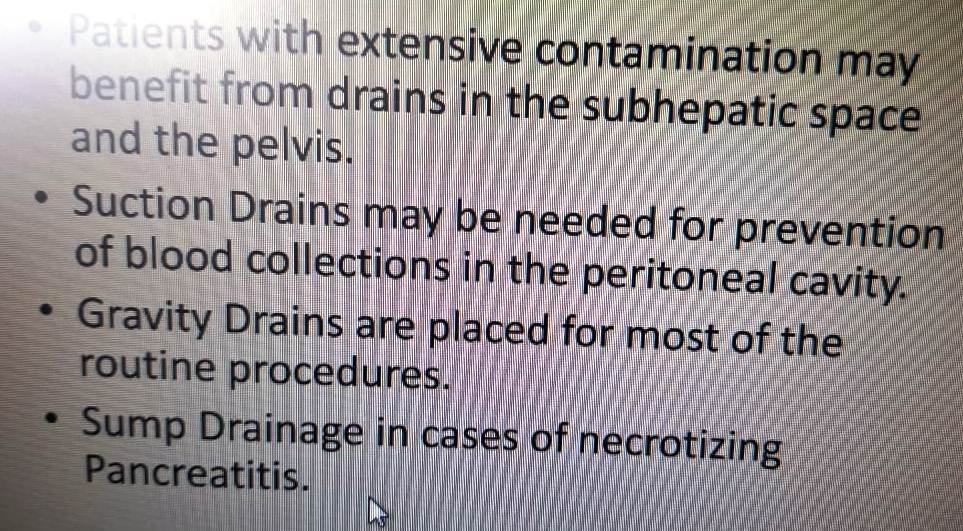 • Patients with extensive contamination may
benefit from drains in the subhepatic space
and the pelvis.
• Suction Drains may be needed for prevention
of blood collections in the peritoneal cavity.
• Gravity Drains are placed for most of the
routine procedures.
• Sump Drainage in cases of necrotizing
Pancreatitis.